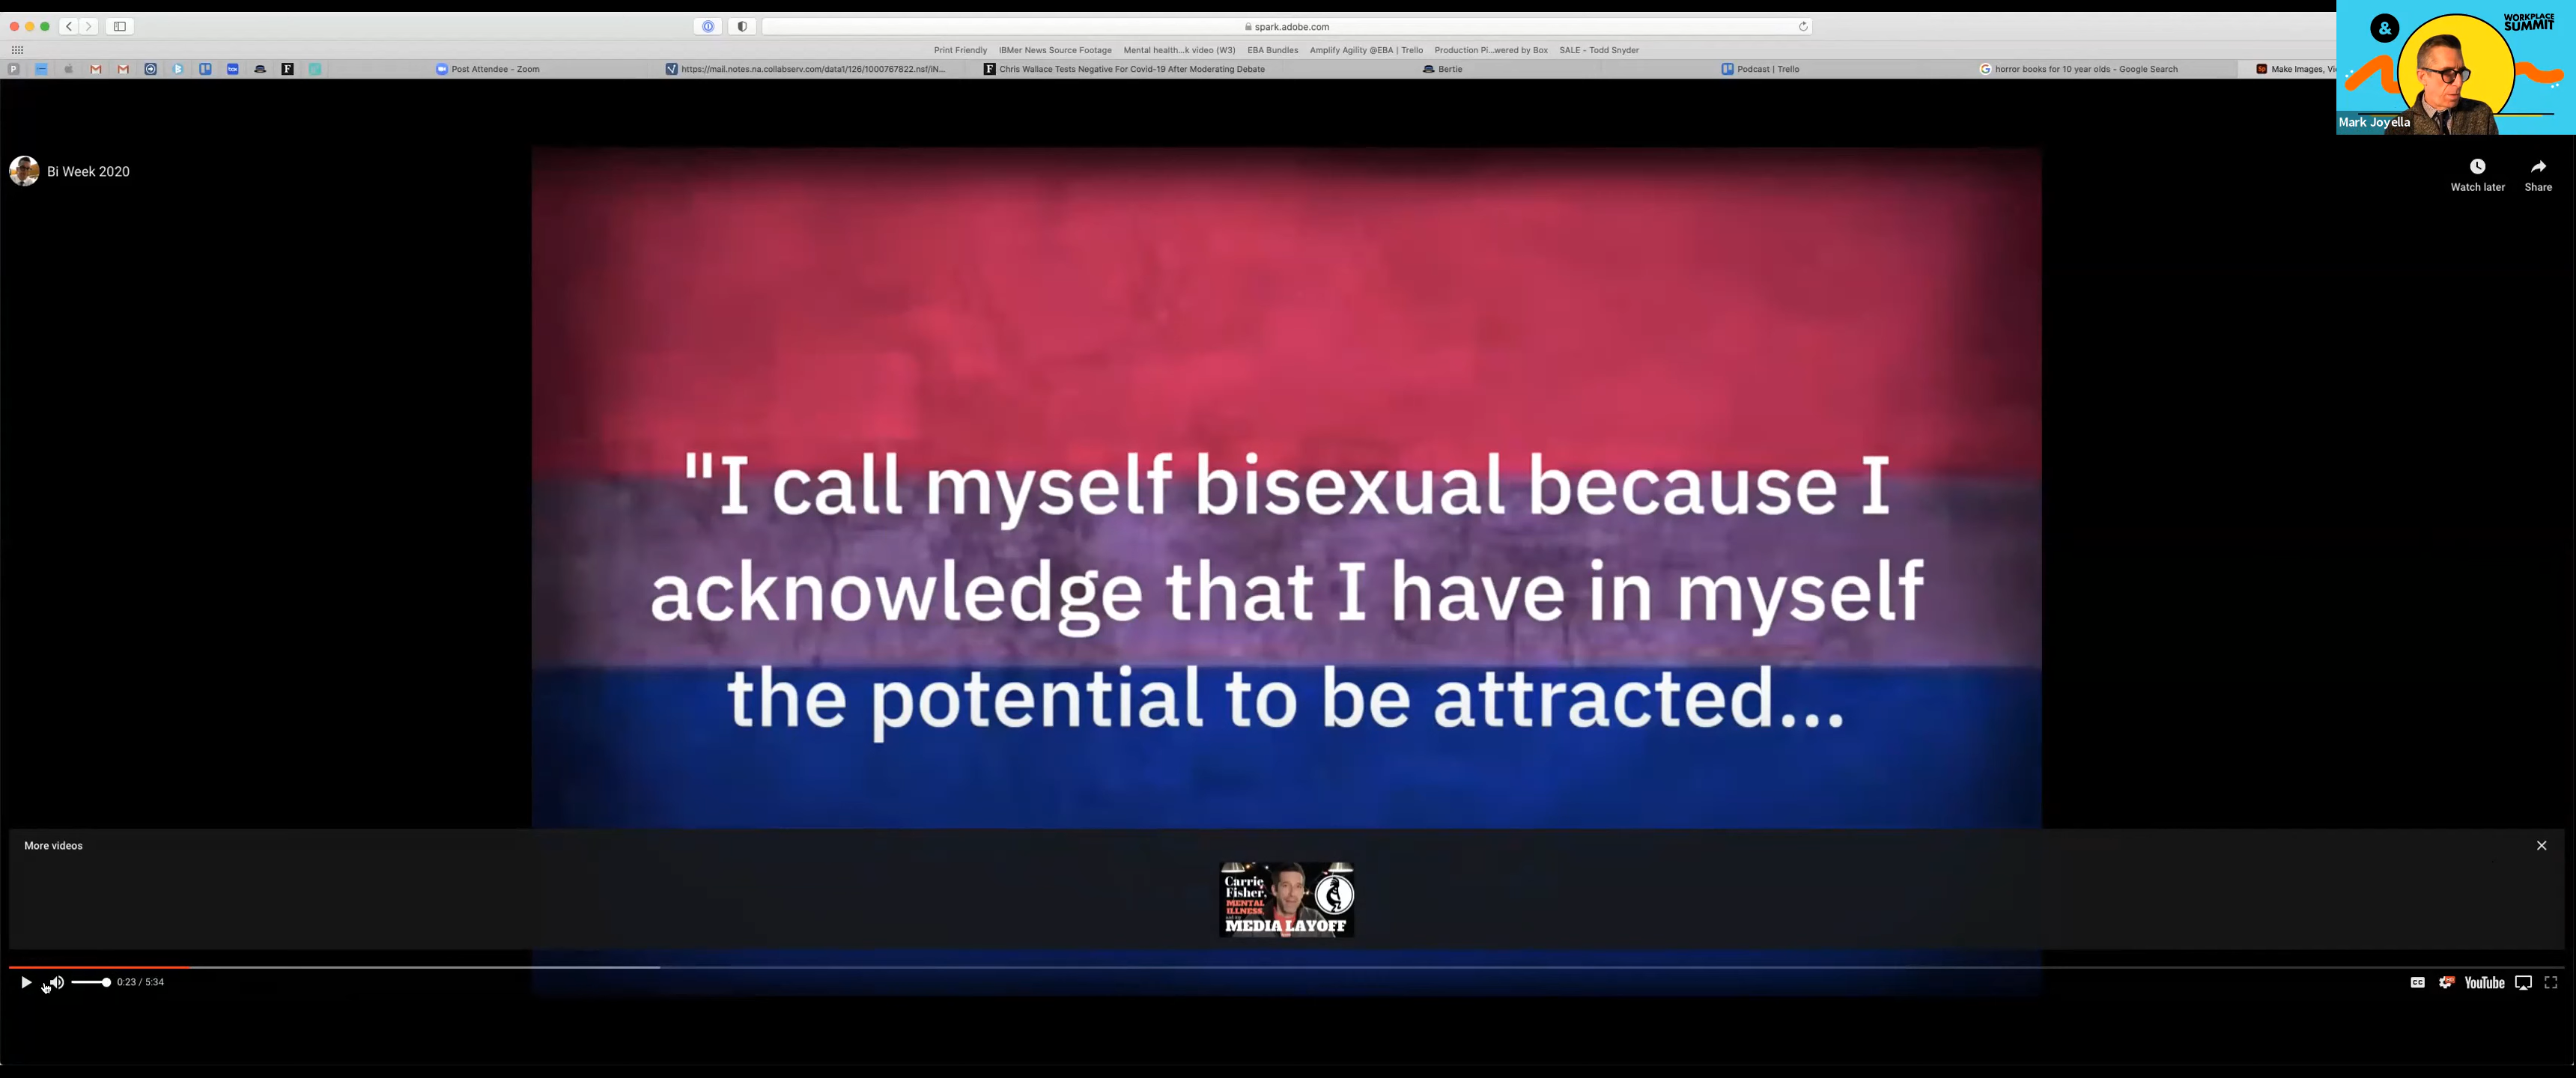 spark.adobe.com
Print Friendly IBMer News Source Footage Mental health...k video (W3) EBA Bundles Amplify Agility @EBA | Trello Production Pi...wered by Box SALE - Todd Snyder
Post Attendee - Zoom
https://mail.notes.na.collabserv.com/data1/126/1000767822.nsf/iN...
Chris Wallace Tests Negative For Covid-19 After Moderating Debate
Bertie
Podcast | Trello
horror books for 10 year olds - Google Search
Make Images, Vi
&
WORKPLACE
SUMMIT
Mark Joyella
Bi Week 2020
Watch later
Share
"I call myself bisexual because I
acknowledge that I have in myself
the potential to be attracted...
More videos
Carrie
Fisher,
MENTAL
ILLNESS,
MEDIA LAYOFF
0:23 / 5:34
CC
YouTube